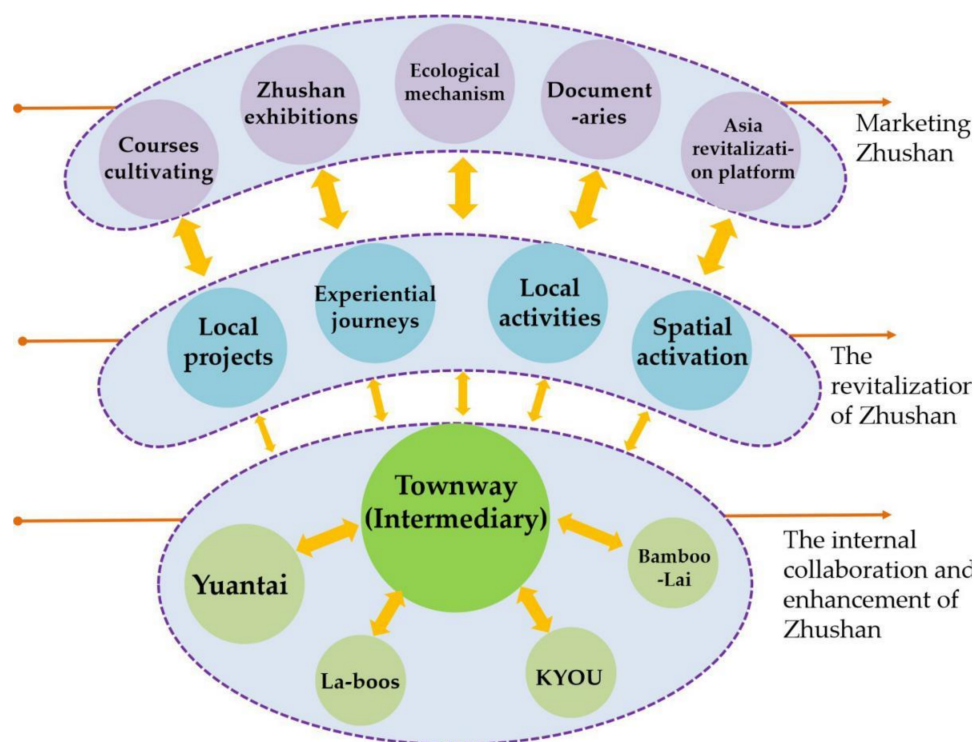 Courses
cultivating
Zhushan
exhibitions
Ecological
mechanism
Document
-aries
Asia
revitalizati-
on platform
Marketing
Zhushan
Local
projects
Experiential
journeys
Local
activities
Spatial
activation
The
revitalization
of Zhushan
Townway
(Intermediary)
Yuantai
La-boos
KYOU
Bamboo
-Lai
The internal
collaboration and
enhancement of
Zhushan